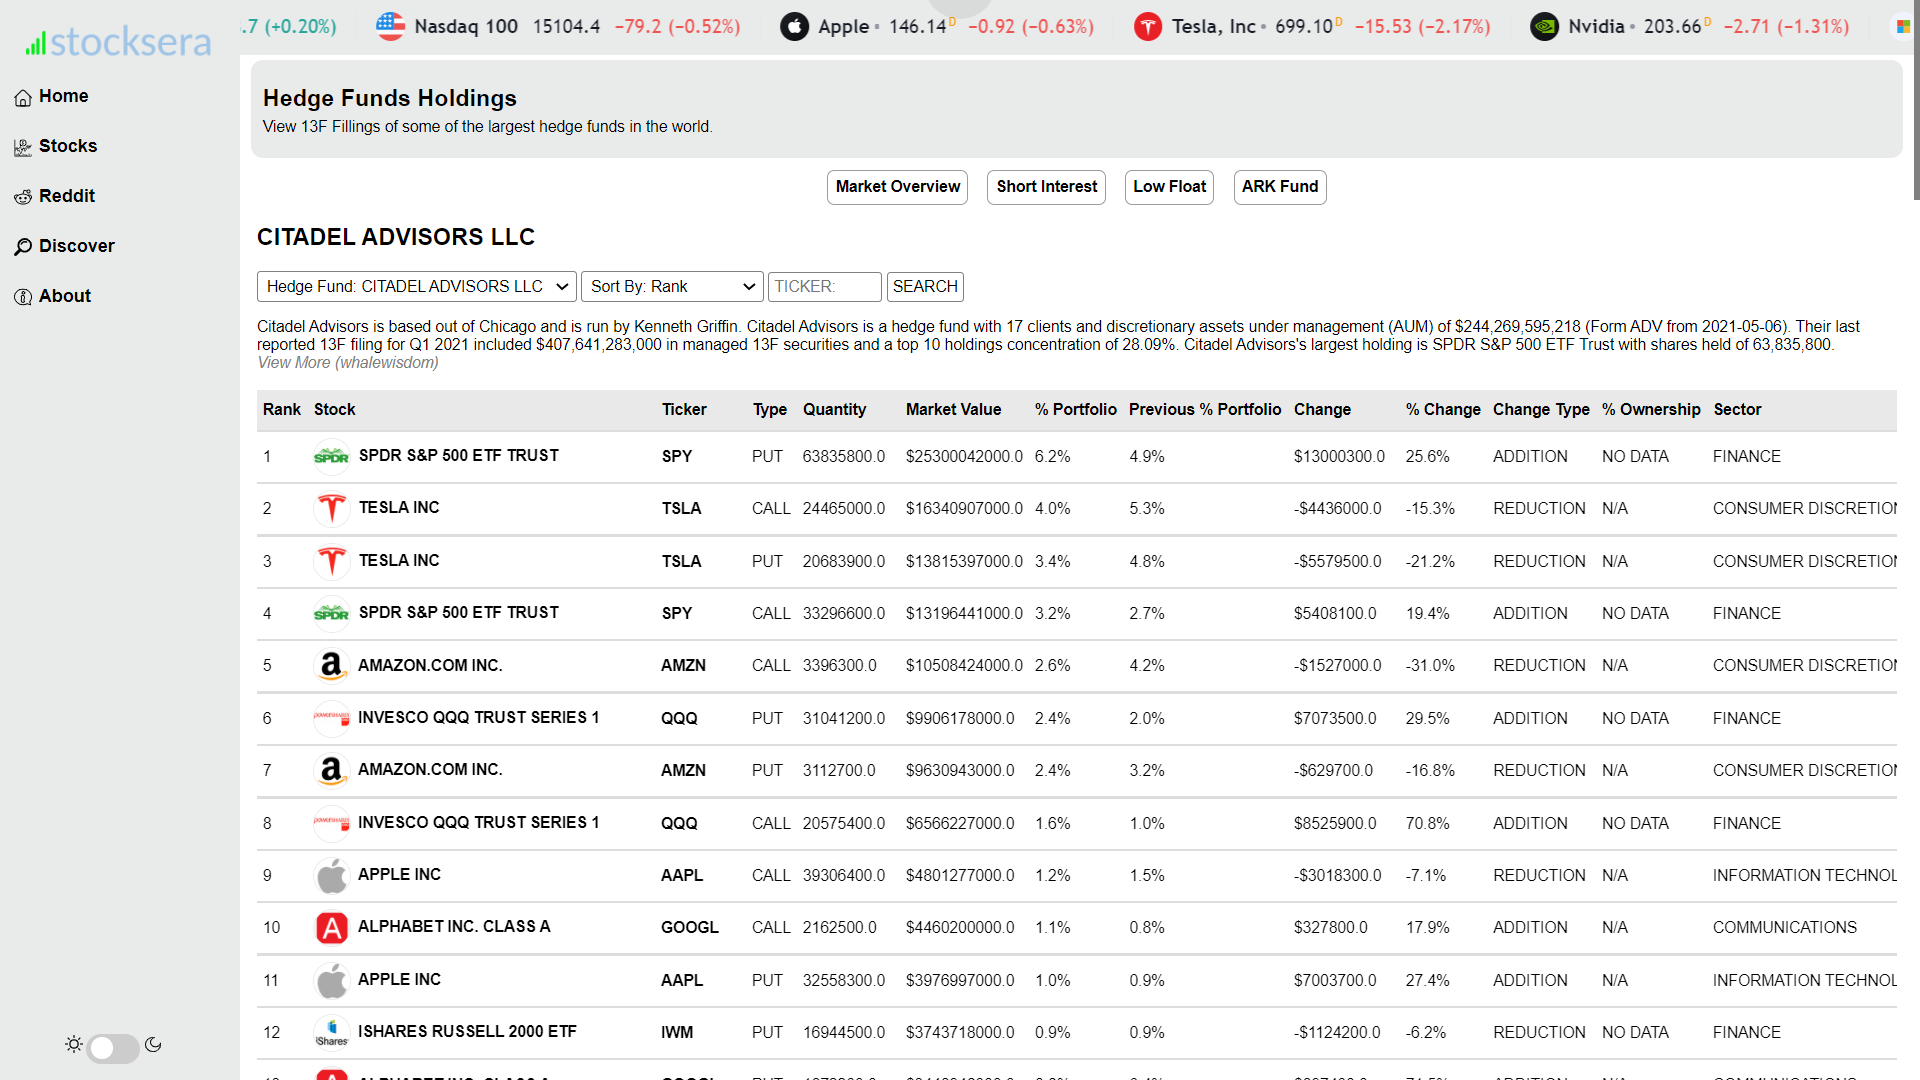 stocksera
.7 (+0.20%) Nasdaq 100 15104.4 −79.2 (−0.52%) Apple 146.14 D −0.92 (−0.63%) Tesla, Inc 699.10 D −15.53 (−2.17%) Nvidia 203.66 D −2.71 (−1.31%)
Home
Stocks
Reddit
Discover
About
Hedge Funds Holdings
View 13F Fillings of some of the largest hedge funds in the world.
Market Overview Short Interest Low Float ARK Fund
CITADEL ADVISORS LLC
Hedge Fund: CITADEL ADVISORS LLC Sort By: Rank TICKER: SEARCH
Citadel Advisors is based out of Chicago and is run by Kenneth Griffin. Citadel Advisors is a hedge fund with 17 clients and discretionary assets under management (AUM) of $244,269,595,218 (Form ADV from 2021-05-06). Their last
reported 13F filing for Q1 2021 included $407,641,283,000 in managed 13F securities and a top 10 holdings concentration of 28.09%. Citadel Advisors's largest holding is SPDR S&P 500 ETF Trust with shares held of 63,835,800.
View More (whalewisdom)
Rank Stock Ticker Type Quantity Market Value % Portfolio Previous % Portfolio Change % Change Change Type % Ownership Sector
1 SPDR SPDR S&P 500 ETF TRUST SPY PUT 63835800.0 $25300042000.0 6.2% 4.9% $13000300.0 25.6% ADDITION NO DATA FINANCE
2 TESLA INC TSLA CALL 24465000.0 $16340907000.0 4.0% 5.3% -$4436000.0 -15.3% REDUCTION N/A CONSUMER DISCRETION
3 TESLA INC TSLA PUT 20683900.0 $13815397000.0 3.4% 4.8% -$5579500.0 -21.2% REDUCTION N/A CONSUMER DISCRETION
4 SPDR SPDR S&P 500 ETF TRUST SPY CALL 33296600.0 $13196441000.0 3.2% 2.7% $5408100.0 19.4% ADDITION NO DATA FINANCE
5 a AMAZON.COM INC. AMZN CALL 3396300.0 $10508424000.0 2.6% 4.2% -$1527000.0 -31.0% REDUCTION N/A CONSUMER DISCRETION
6 INVESCO QQQ TRUST SERIES 1 QQQ PUT 31041200.0 $9906178000.0 2.4% 2.0% $7073500.0 29.5% ADDITION NO DATA FINANCE
7 a AMAZON.COM INC. AMZN PUT 3112700.0 $9630943000.0 2.4% 3.2% -$629700.0 -16.8% REDUCTION N/A CONSUMER DISCRETION
8 INVESCO QQQ TRUST SERIES 1 QQQ CALL 20575400.0 $6566227000.0 1.6% 1.0% $8525900.0 70.8% ADDITION NO DATA FINANCE
9 APPLE INC AAPL CALL 39306400.0 $4801277000.0 1.2% 1.5% -$3018300.0 -7.1% REDUCTION N/A INFORMATION TECHNOL
10 A ALPHABET INC. CLASS A GOOGL CALL 2162500.0 $4460200000.0 1.1% 0.8% $327800.0 17.9% ADDITION N/A COMMUNICATIONS
11 APPLE INC AAPL PUT 32558300.0 $3976997000.0 1.0% 0.9% $7003700.0 27.4% ADDITION N/A INFORMATION TECHNOL
12 iShares ISHARES RUSSELL 2000 ETF IWM PUT 16944500.0 $3743718000.0 0.9% 0.9% -$1124200.0 -6.2% REDUCTION NO DATA FINANCE